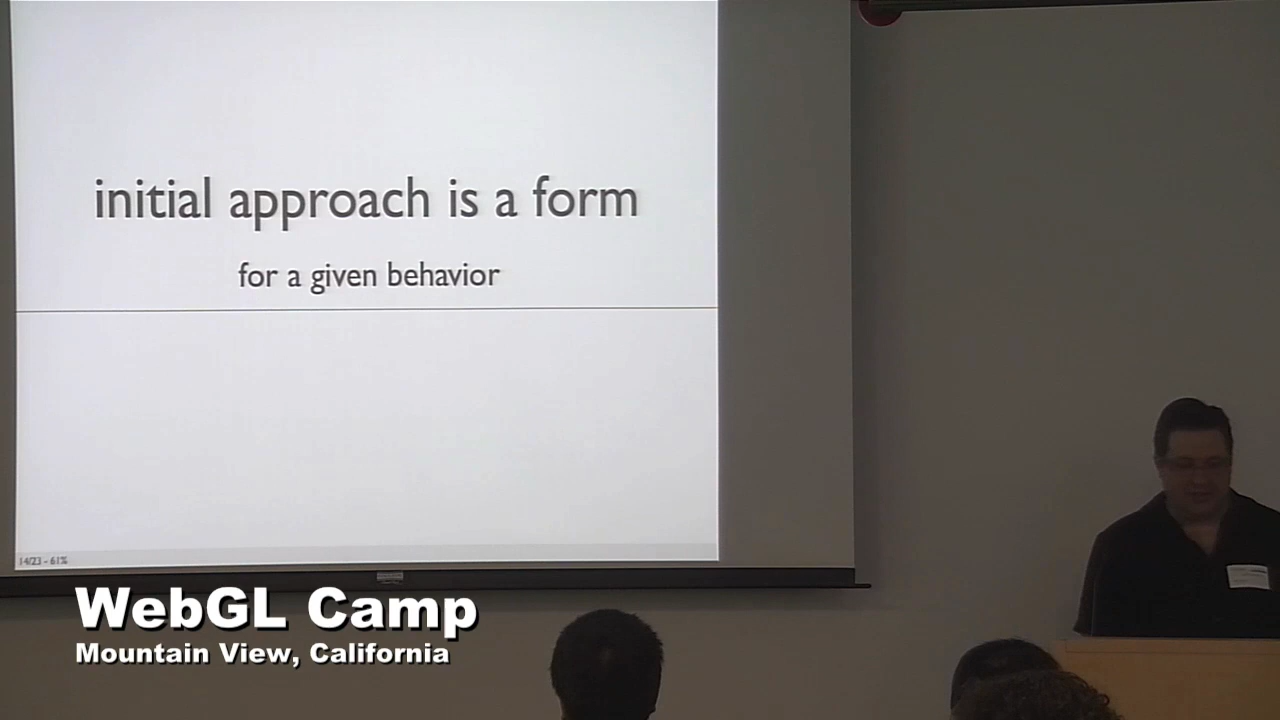 initial approach is a form
for a given behavior
14/23 - 61%
WebGL Camp
Mountain View, California